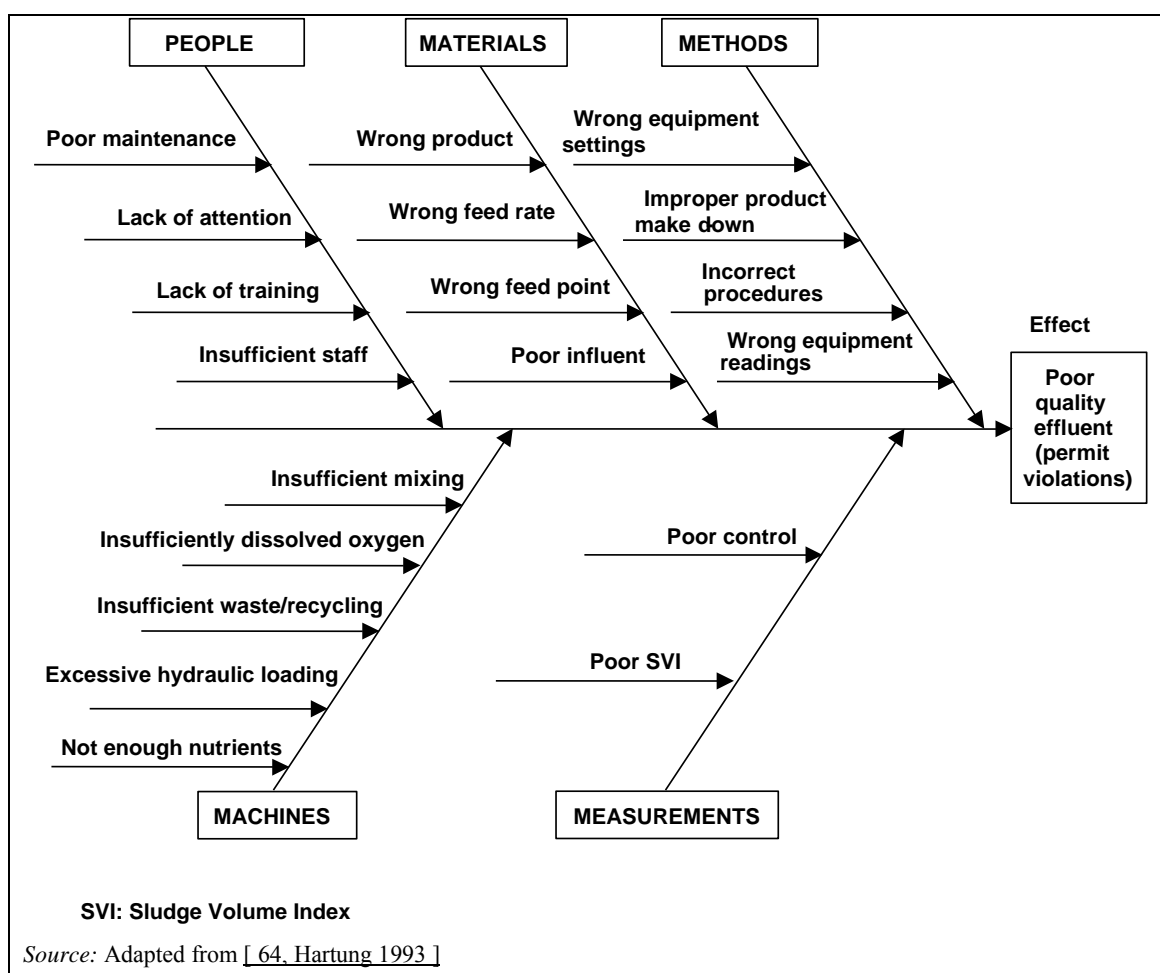 PEOPLE
MATERIALS
METHODS
Poor maintenance
Lack of attention
Lack of training
Insufficient staff
Wrong product
Wrong feed rate
Wrong feed point
Poor influent
Wrong equipment
settings
Improper product
make down
Incorrect
procedures
Wrong equipment
readings
Effect
Poor
quality
effluent
(permit
violations)
Insufficient mixing
Insufficiently dissolved oxygen
Insufficient waste/recycling
Excessive hydraulic loading
Not enough nutrients
Poor control
Poor SVI
MACHINES
MEASUREMENTS
SVI: Sludge Volume Index
Source: Adapted from [ 64, Hartung 1993 ]